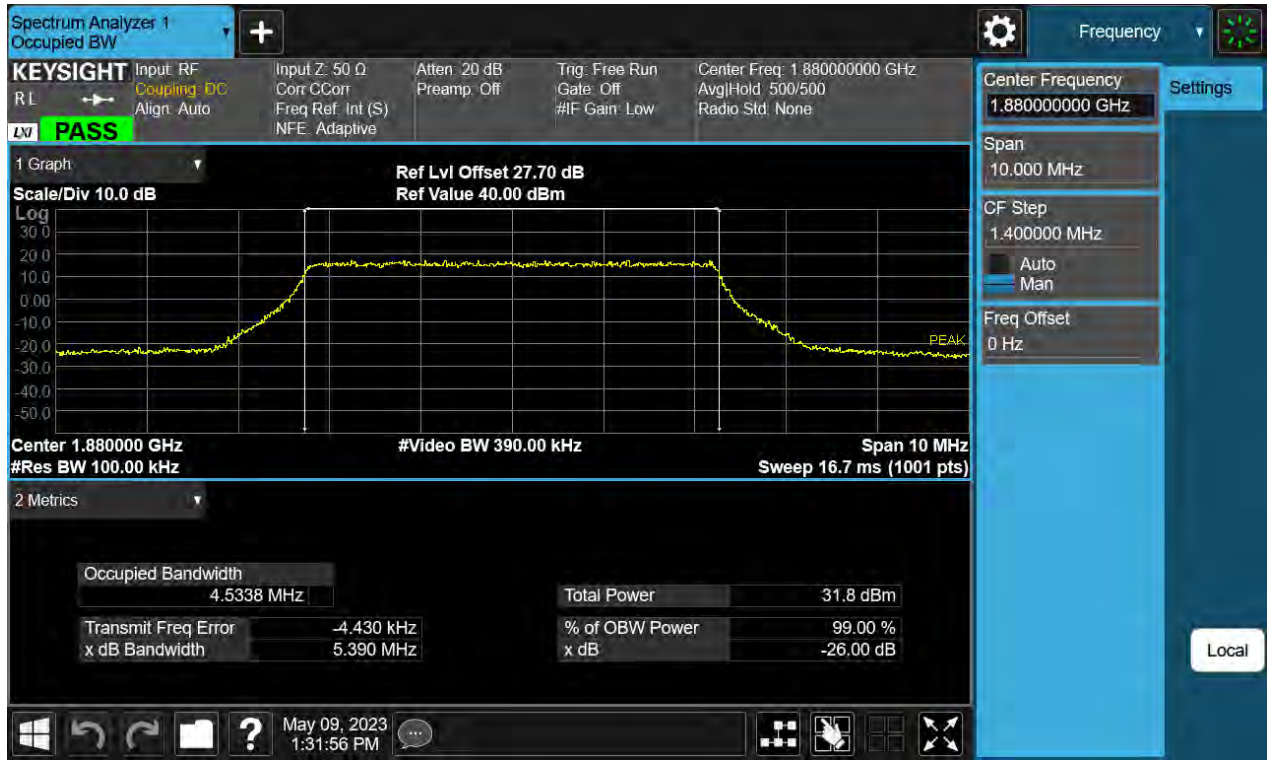 Spectrum Analyzer 1
Occupied BW
+
Frequency
KEYSIGHT
RL
LXI
PASS
Input: RF
Coupling: DC
Align: Auto
Input Z: 50 Ω
Corr CCorr
Freq Ref: Int (S)
NFE: Adaptive
Atten: 20 dB
Preamp: Off
Trig: Free Run
Gate: Off
#IF Gain: Low
Center Freq: 1.880000000 GHz
Avg|Hold: 500/500
Radio Std: None
Center Frequency
1.880000000 GHz
Settings
Span
10.000 MHz
CF Step
1.400000 MHz
Auto
Man
Freq Offset
0 Hz
Local
1 Graph
Scale/Div 10.0 dB
Ref Lvl Offset 27.70 dB
Ref Value 40.00 dBm
Log
30.0
20.0
10.0
0.00
-10.0
-20.0
-30.0
-40.0
-50.0
PEAK
Center 1.880000 GHz
#Video BW 390.00 kHz
Span 10 MHz
#Res BW 100.00 kHz
Sweep 16.7 ms (1001 pts)
2 Metrics
Occupied Bandwidth
4.5338 MHz
Total Power 31.8 dBm
Transmit Freq Error -4.430 kHz
% of OBW Power 99.00 %
x dB Bandwidth 5.390 MHz
x dB -26.00 dB
?
May 09, 2023
1:31:56 PM